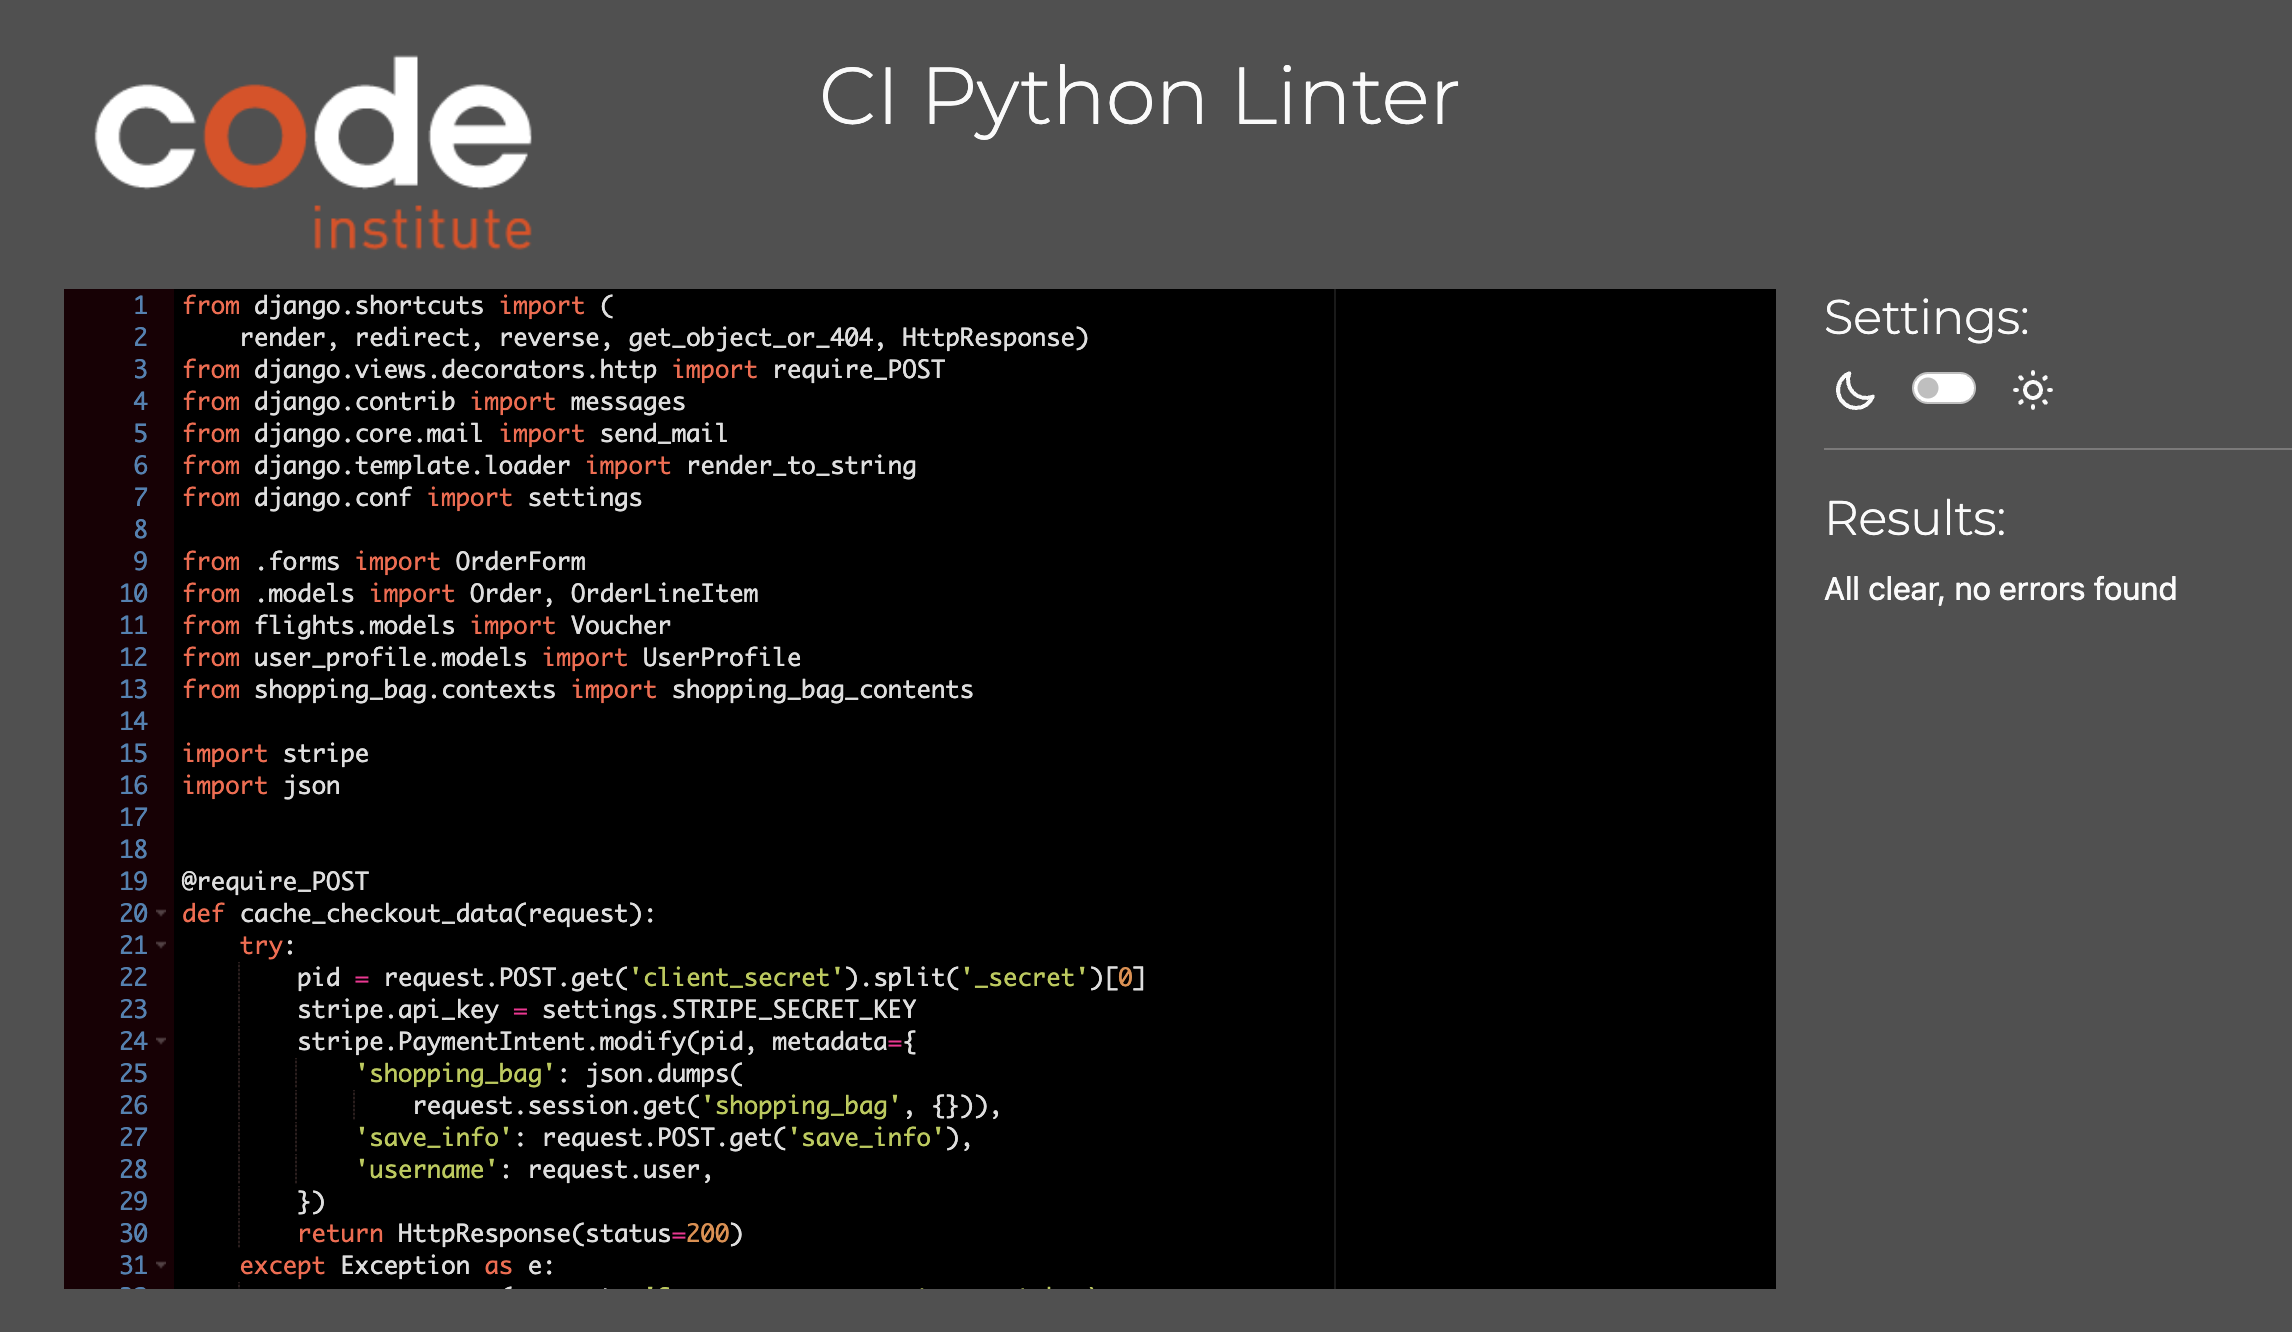 code
institute
CI Python Linter
1 from django.shortcuts import (
2     render, redirect, reverse, get_object_or_404, HttpResponse)
3 from django.views.decorators.http import require_POST
4 from django.contrib import messages
5 from django.core.mail import send_mail
6 from django.template.loader import render_to_string
7 from django.conf import settings
8
9 from .forms import OrderForm
10 from .models import Order, OrderLineItem
11 from flights.models import Voucher
12 from user_profile.models import UserProfile
13 from shopping_bag.contexts import shopping_bag_contents
14
15 import stripe
16 import json
17
18
19 @require_POST
20 def cache_checkout_data(request):
21     try:
22         pid = request.POST.get('client_secret').split('_secret')[0]
23         stripe.api_key = settings.STRIPE_SECRET_KEY
24         stripe.PaymentIntent.modify(pid, metadata={
25             'shopping_bag': json.dumps(
26                 request.session.get('shopping_bag', {})),
27             'save_info': request.POST.get('save_info'),
28             'username': request.user,
29         })
30         return HttpResponse(status=200)
31     except Exception as e:
Settings:
Results:
All clear, no errors found